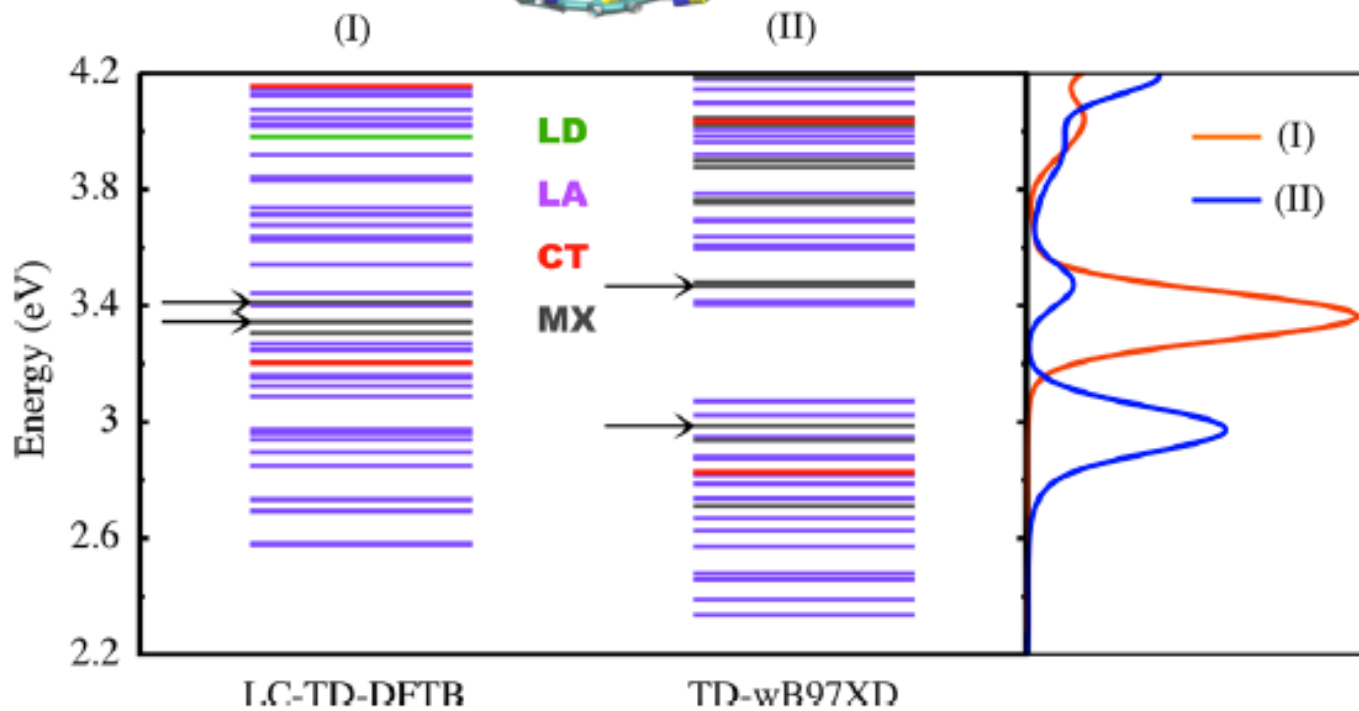 (I) (II)
4.2
3.8
3.4
3
2.6
2.2
Energy (eV)
LD
LA
CT
MX
(I)
(II)
LC-TD-DFTB TD-wB97XD